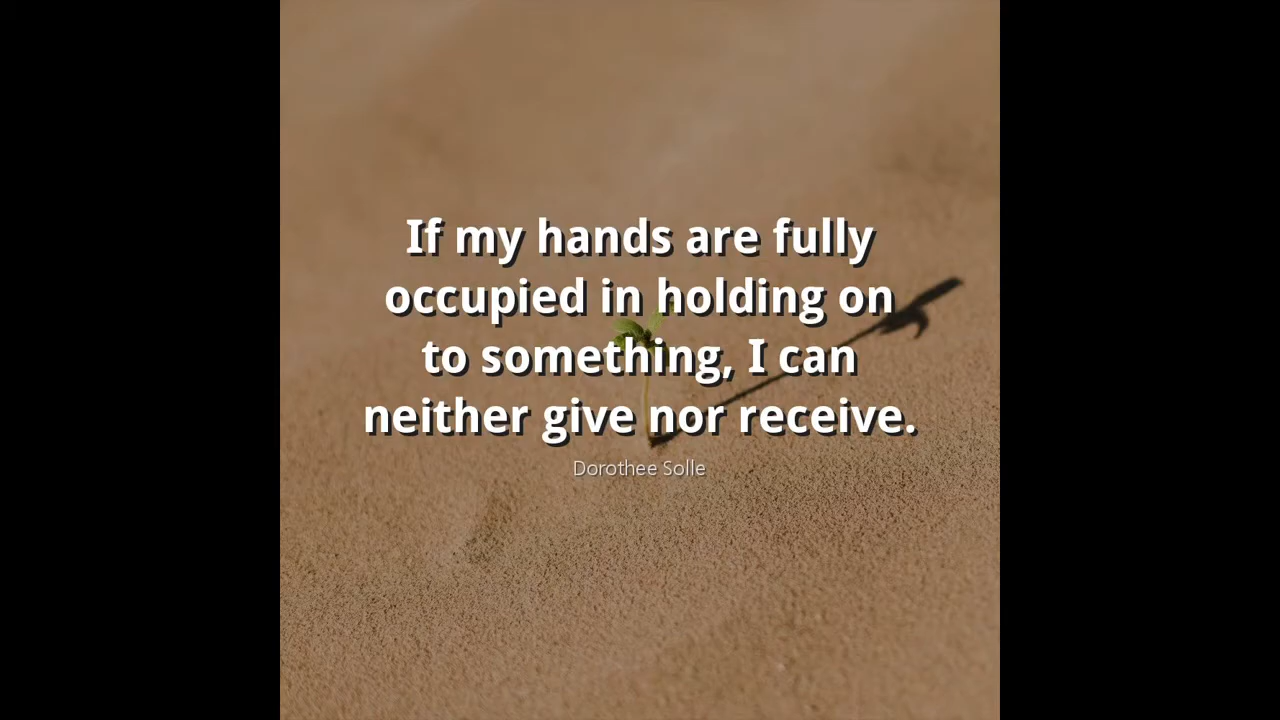 If my hands are fully
occupied in holding on
to something, I can
neither give nor receive.
Dorothee Solle